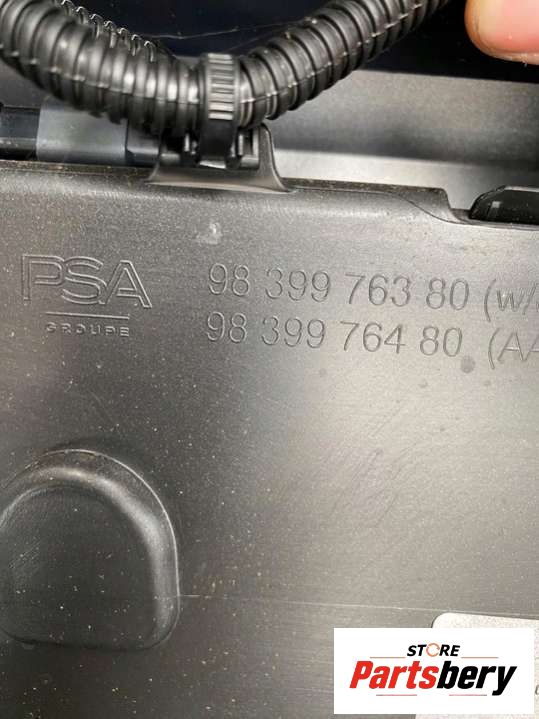 PSA
GROUPE
98 399 763 80 (w/
98 399 764 80 (AA
STORE
Partsbery